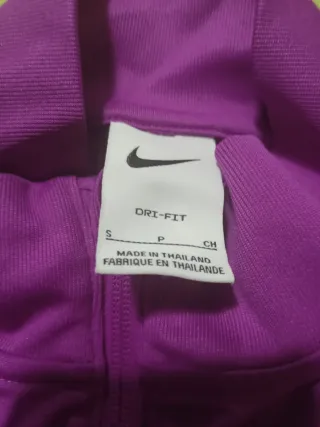 DRI-FIT
S P CH
MADE IN THAILAND
FABRIQUE EN THAILANDE